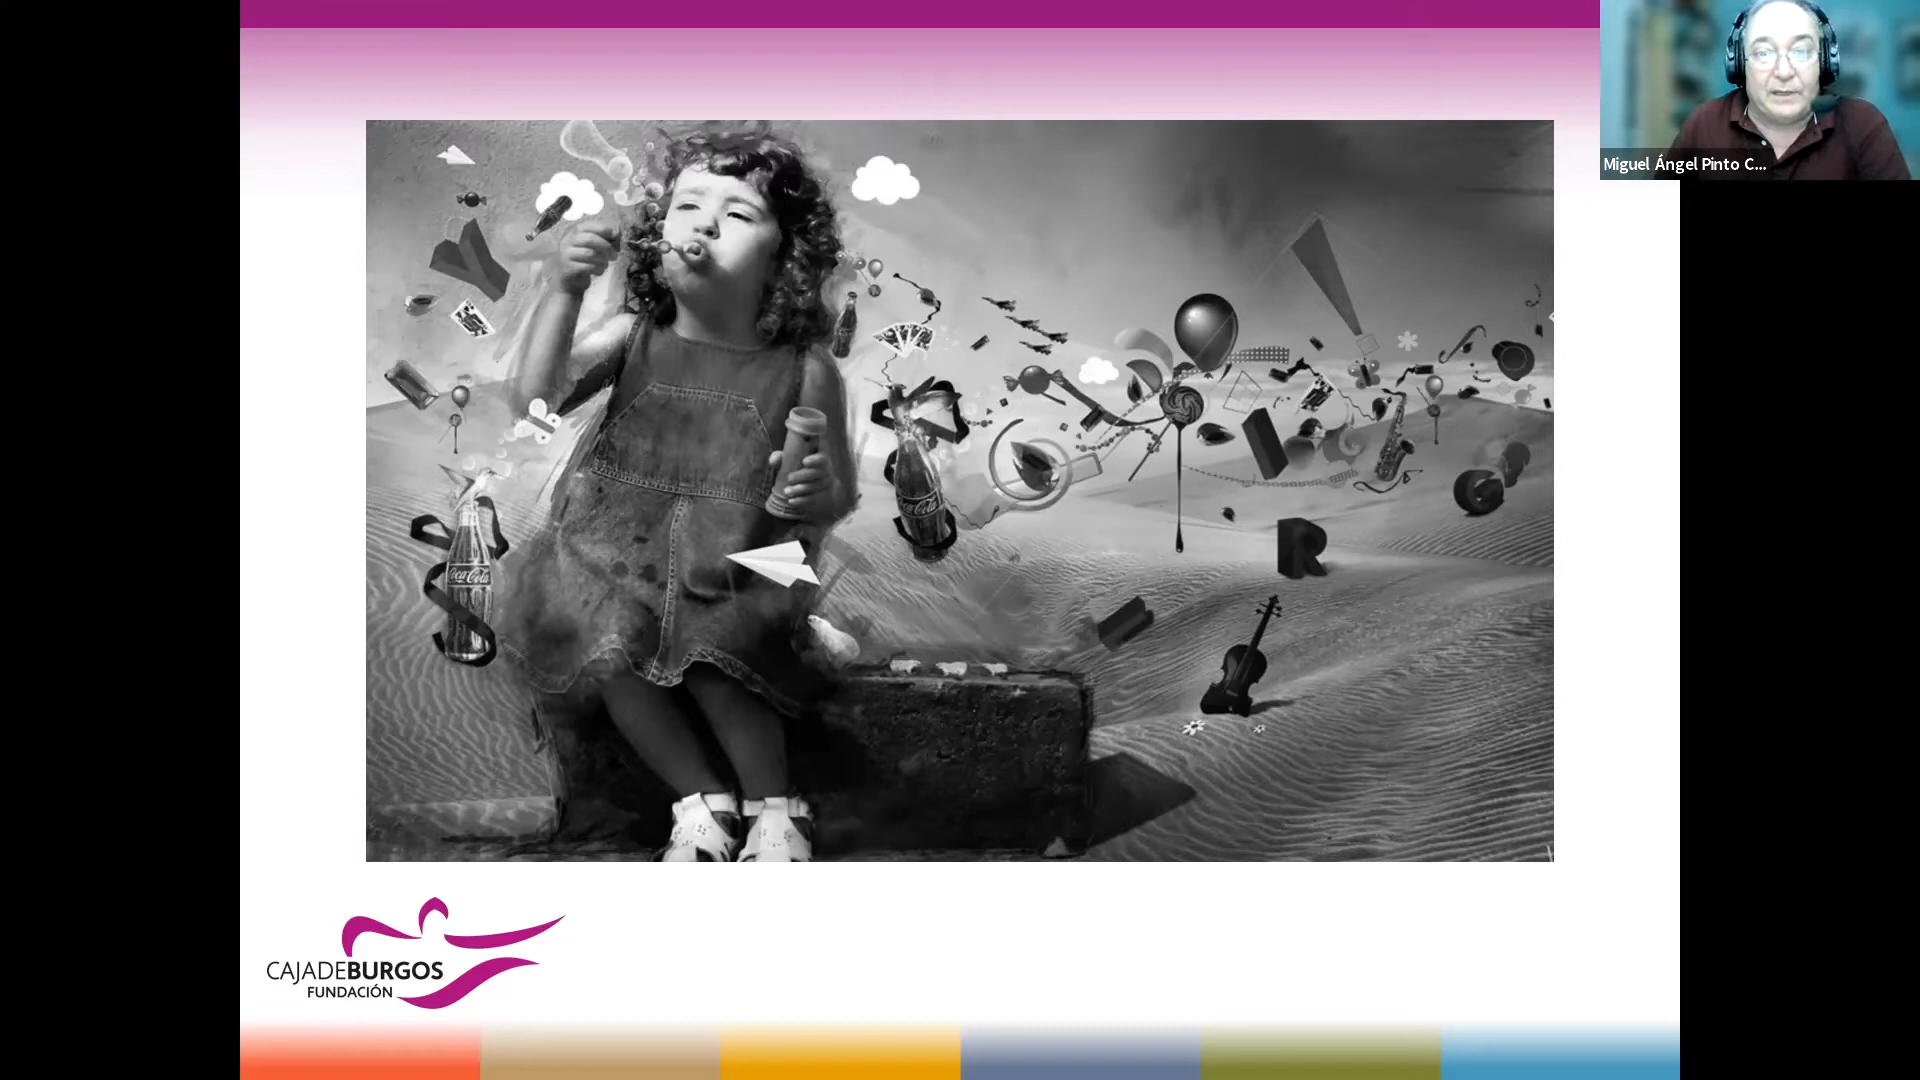 Miguel Ángel Pinto C...
Coca-Cola
Coca-Cola
R
CAJADEBURGOS
FUNDACIÓN